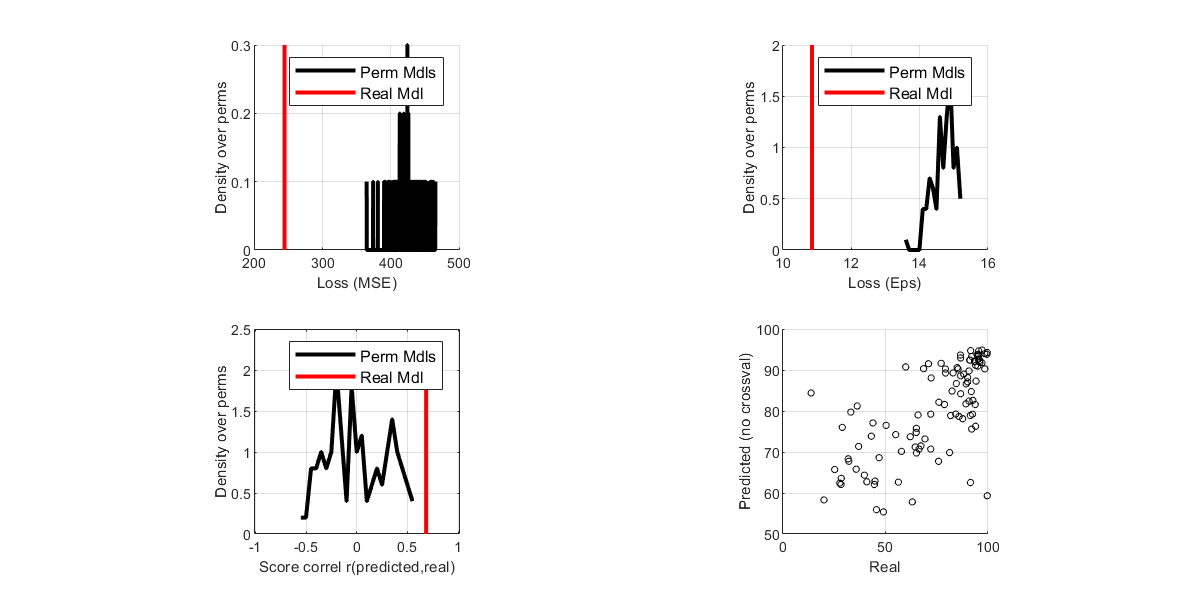 0.3
0.2
0.1
0
Density over perms
Perm Mdls
Real Mdl
200
300
400
500
Loss (MSE)
2
1.5
1
0.5
0
Density over perms
Perm Mdls
Real Mdl
10
12
14
16
Loss (Eps)
2.5
2
1.5
1
0.5
0
Density over perms
Perm Mdls
Real Mdl
-1
-0.5
0
0.5
1
Score correl r(predicted,real)
100
90
80
70
60
50
Predicted (no crossval)
0
50
100
Real